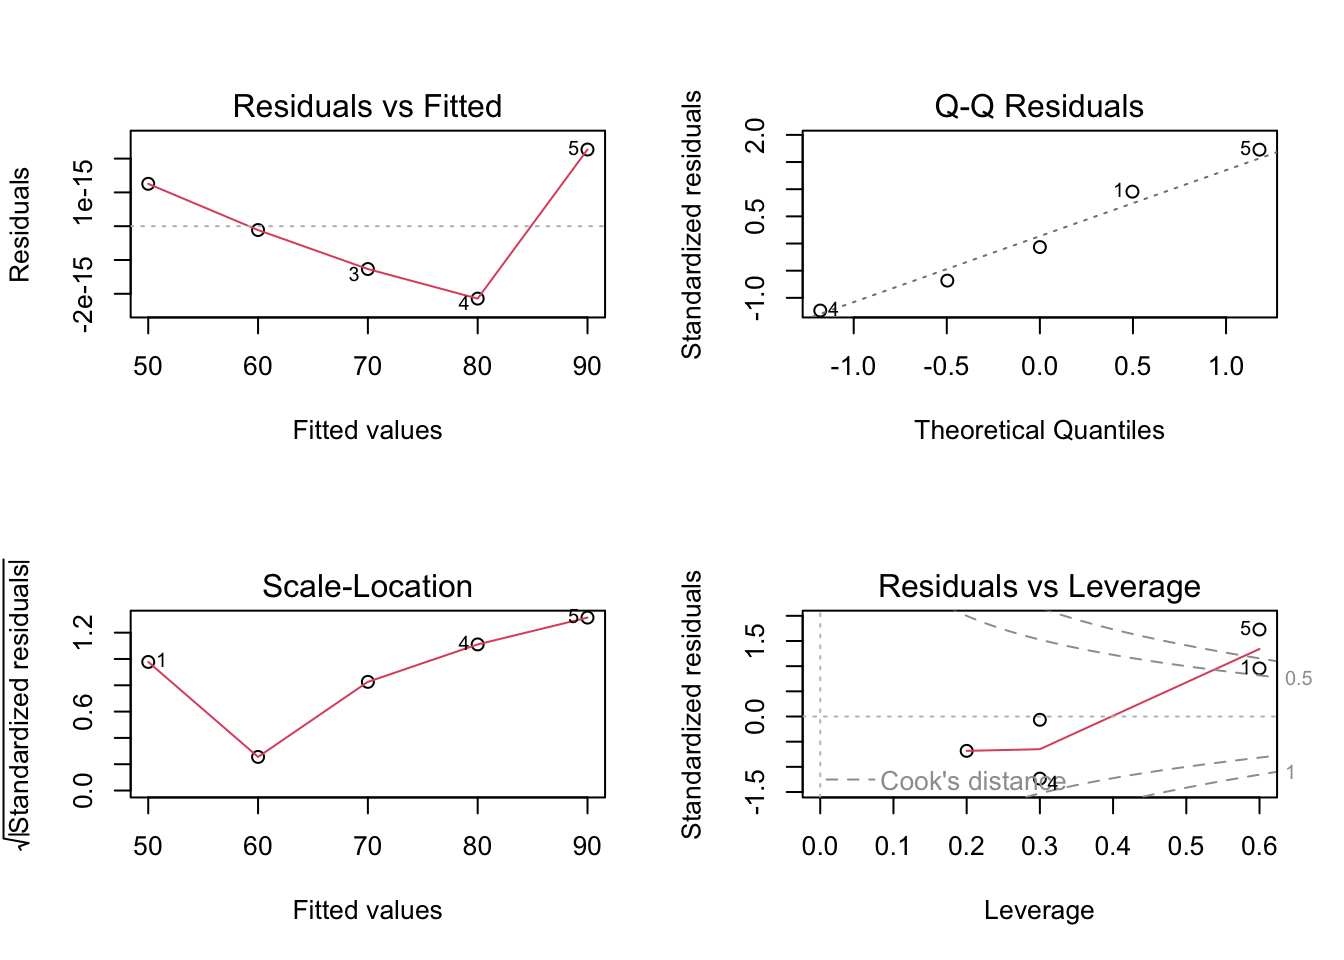 Residuals vs Fitted
Residuals
-2e-15 1e-15
5
3
4
50 60 70 80 90
Fitted values
Q-Q Residuals
Standardized residuals
-1.0 0.5 2.0
5
1
4
-1.0 -0.5 0.0 0.5 1.0
Theoretical Quantiles
Scale-Location
√|Standardized residuals|
0.0 0.6 1.2
5
4
1
50 60 70 80 90
Fitted values
Residuals vs Leverage
Standardized residuals
-1.5 0.0 1.5
5
1
0.5
1
4
Cook's distance
0.0 0.1 0.2 0.3 0.4 0.5 0.6
Leverage